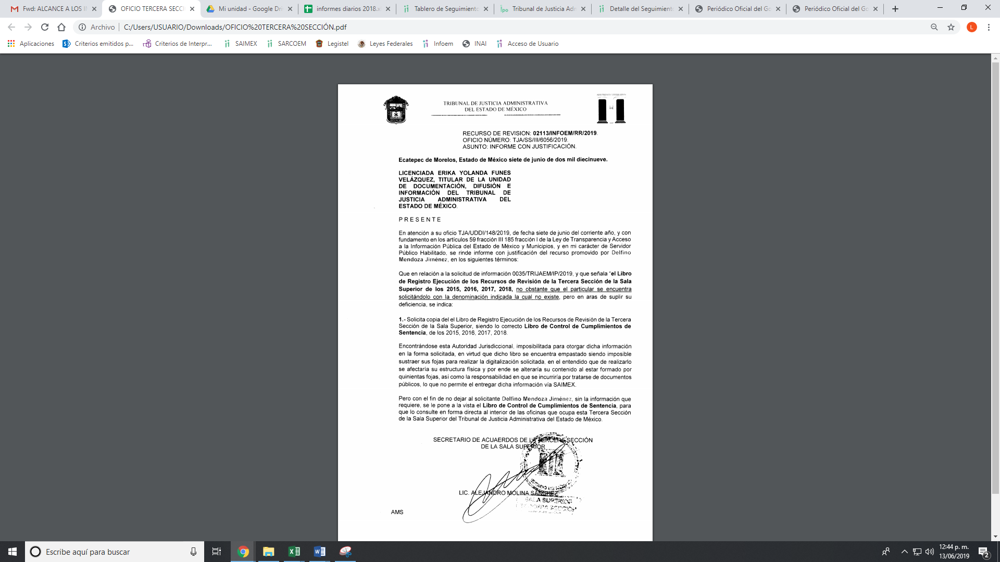 Fwd: ALCANCE A LOS I
OFICIO TERCERA SECCI
Mi unidad - Google Dri
informes diarios 2018.x
Tablero de Seguimiento
Tribunal de Justicia Adm
Detalle del Seguimiento
Periódico Oficial del Go
Periódico Oficial del Go
Archivo
C:/Users/USUARIO/Downloads/OFICIO%20TERCERA%20SECCIÓN.pdf
L
Aplicaciones
Criterios emitidos p...
Criterios de Interpr...
SAIMEX
SARCOEM
Legistel
Leyes Federales
Infoem
INAI
Acceso de Usuario
TRIBUNAL DE JUSTICIA ADMINISTRATIVA
DEL ESTADO DE MÉXICO
RECURSO DE REVISION: 02113/INFOEM/RR/2019.
OFICIO NÚMERO: TJA/SS/III/6056/2019.
ASUNTO: INFORME CON JUSTIFICACIÓN.
Ecatepec de Morelos, Estado de México siete de junio de dos mil diecinueve.
LICENCIADA ERIKA YOLANDA FUNES
VELÁZQUEZ, TITULAR DE LA UNIDAD
DE DOCUMENTACIÓN, DIFUSIÓN E
INFORMACIÓN DEL TRIBUNAL DE
JUSTICIA ADMINISTRATIVA DEL
ESTADO DE MÉXICO.
P R E S E N T E
En atención a su oficio TJA/UDDI/148/2019, de fecha siete de junio del corriente año, y con
fundamento en los artículos 59 fracción III 185 fracción I de la Ley de Transparencia y Acceso
a la Información Pública del Estado de México y Municipios, y en mi carácter de Servidor
Público Habilitado, se rinde informe con justificación del recurso promovido por Delfino
Mendoza Jiménez, en los siguientes términos:
Que en relación a la solicitud de información 0035/TRIJAEM/IP/2019, y que señala "el Libro
de Registro Ejecución de los Recursos de Revisión de la Tercera Sección de la Sala
Superior de los 2015, 2016, 2017, 2018, no obstante que el particular se encuentra
solicitándolo con la denominación indicada la cual no existe, pero en aras de suplir su
deficiencia, se indica:
1.- Solicita copia del el Libro de Registro Ejecución de los Recursos de Revisión de la Tercera
Sección de la Sala Superior, siendo lo correcto Libro de Control de Cumplimientos de
Sentencia, de los 2015, 2016, 2017, 2018.
Encontrándose esta Autoridad Jurisdiccional, imposibilitada para otorgar dicha información
en la forma solicitada, en virtud que dicho libro se encuentra empastado siendo imposible
sustraer sus fojas para realizar la digitalización solicitada, en el entendido que de realizarlo
se afectaría su estructura física y por ende se alteraría su contenido al estar formado por
quinientas fojas, así como la responsabilidad en que se incurriría por tratarse de documentos
públicos, lo que no permite el entregar dicha información vía SAIMEX.
Pero con el fin de no dejar al solicitante Delfino Mendoza Jiménez, sin la información que
requiere, se le pone a la vista el Libro de Control de Cumplimientos de Sentencia, para
que lo consulte en forma directa al interior de las oficinas que ocupa esta Tercera Sección
de la Sala Superior del Tribunal de Justicia Administrativa del Estado de México.
SECRETARIO DE ACUAERDOS DE LA TERCERA SECCIÓN
DE LA SALA SUPERIOR
LIC. ALEJANDRO MOLINA SÁNCHEZ
SALA SUPERIOR
AMS
Escribe aquí para buscar
12:44 p. m.
13/06/2019
2